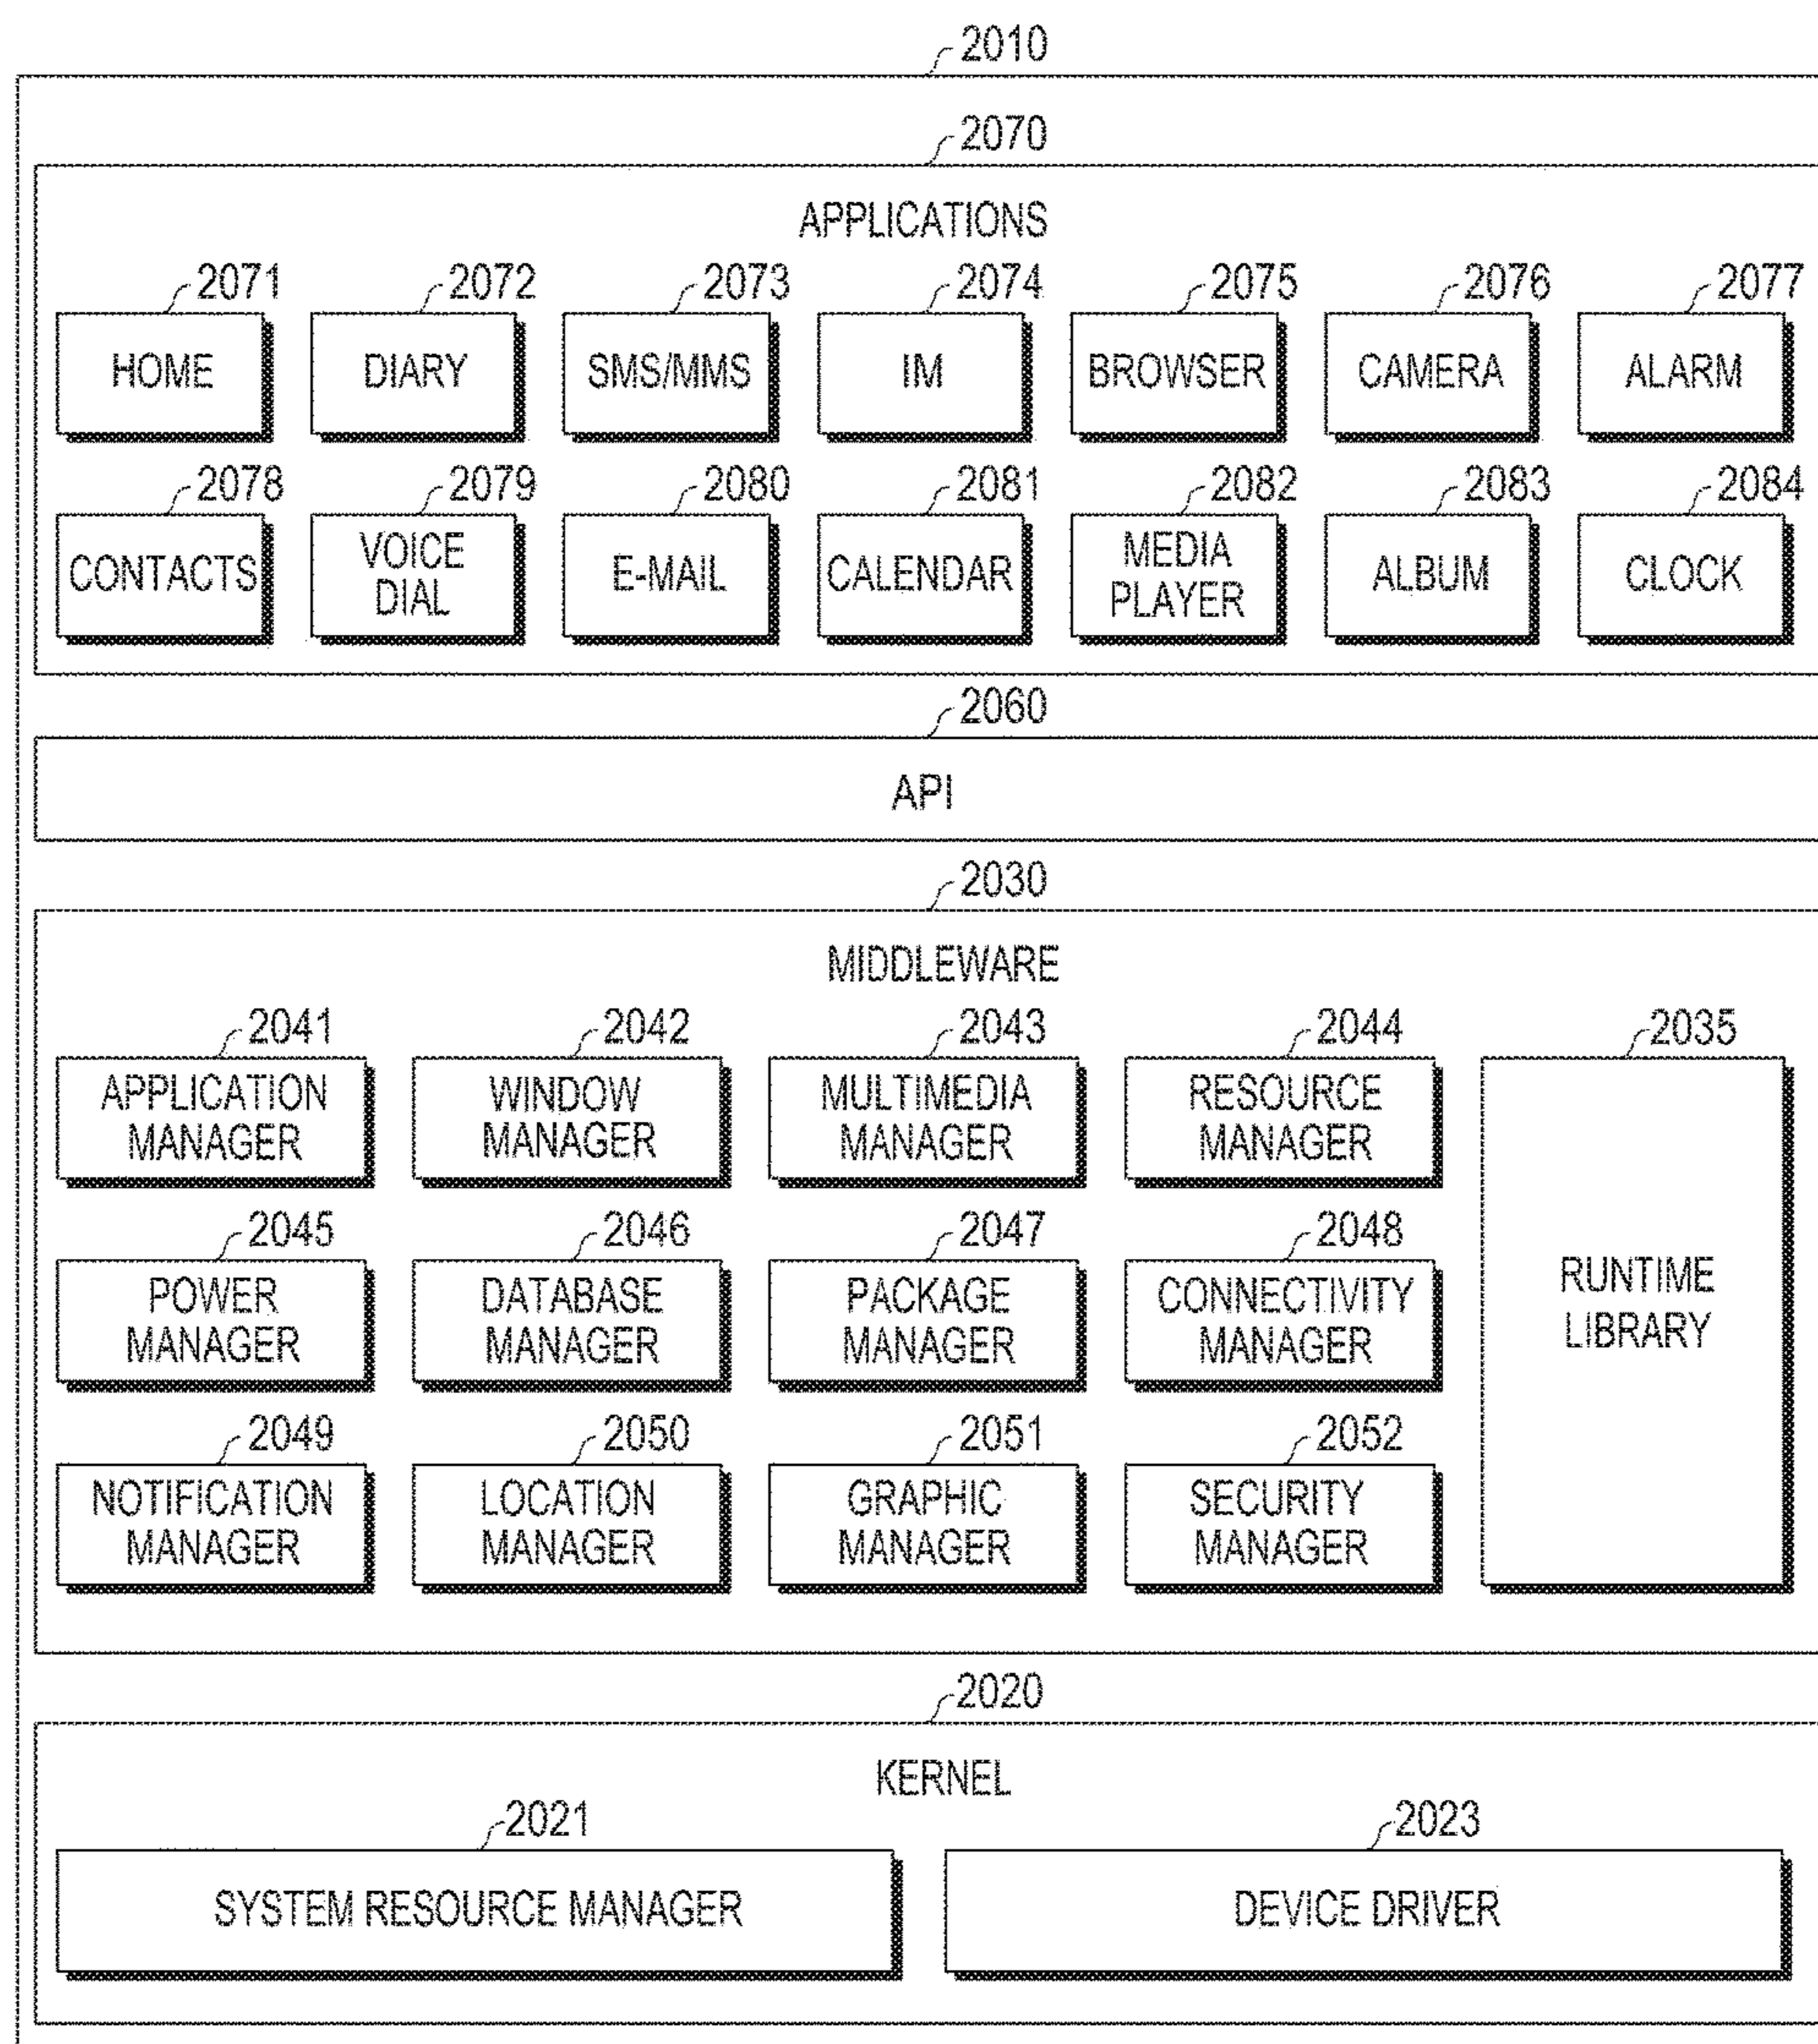 2010
2070
APPLICATIONS
2071 2072 2073 2074 2075 2076 2077
HOME DIARY SMS/MMS IM BROWSER CAMERA ALARM
2078 2079 2080 2081 2082 2083 2084
CONTACTS VOICE DIAL E-MAIL CALENDAR MEDIA PLAYER ALBUM CLOCK
2060
API
2030
MIDDLEWARE
2041 2042 2043 2044 2035
APPLICATION MANAGER WINDOW MANAGER MULTIMEDIA MANAGER RESOURCE MANAGER
2045 2046 2047 2048
POWER MANAGER DATABASE MANAGER PACKAGE MANAGER CONNECTIVITY MANAGER RUNTIME LIBRARY
2049 2050 2051 2052
NOTIFICATION MANAGER LOCATION MANAGER GRAPHIC MANAGER SECURITY MANAGER
2020
KERNEL
2021 2023
SYSTEM RESOURCE MANAGER DEVICE DRIVER